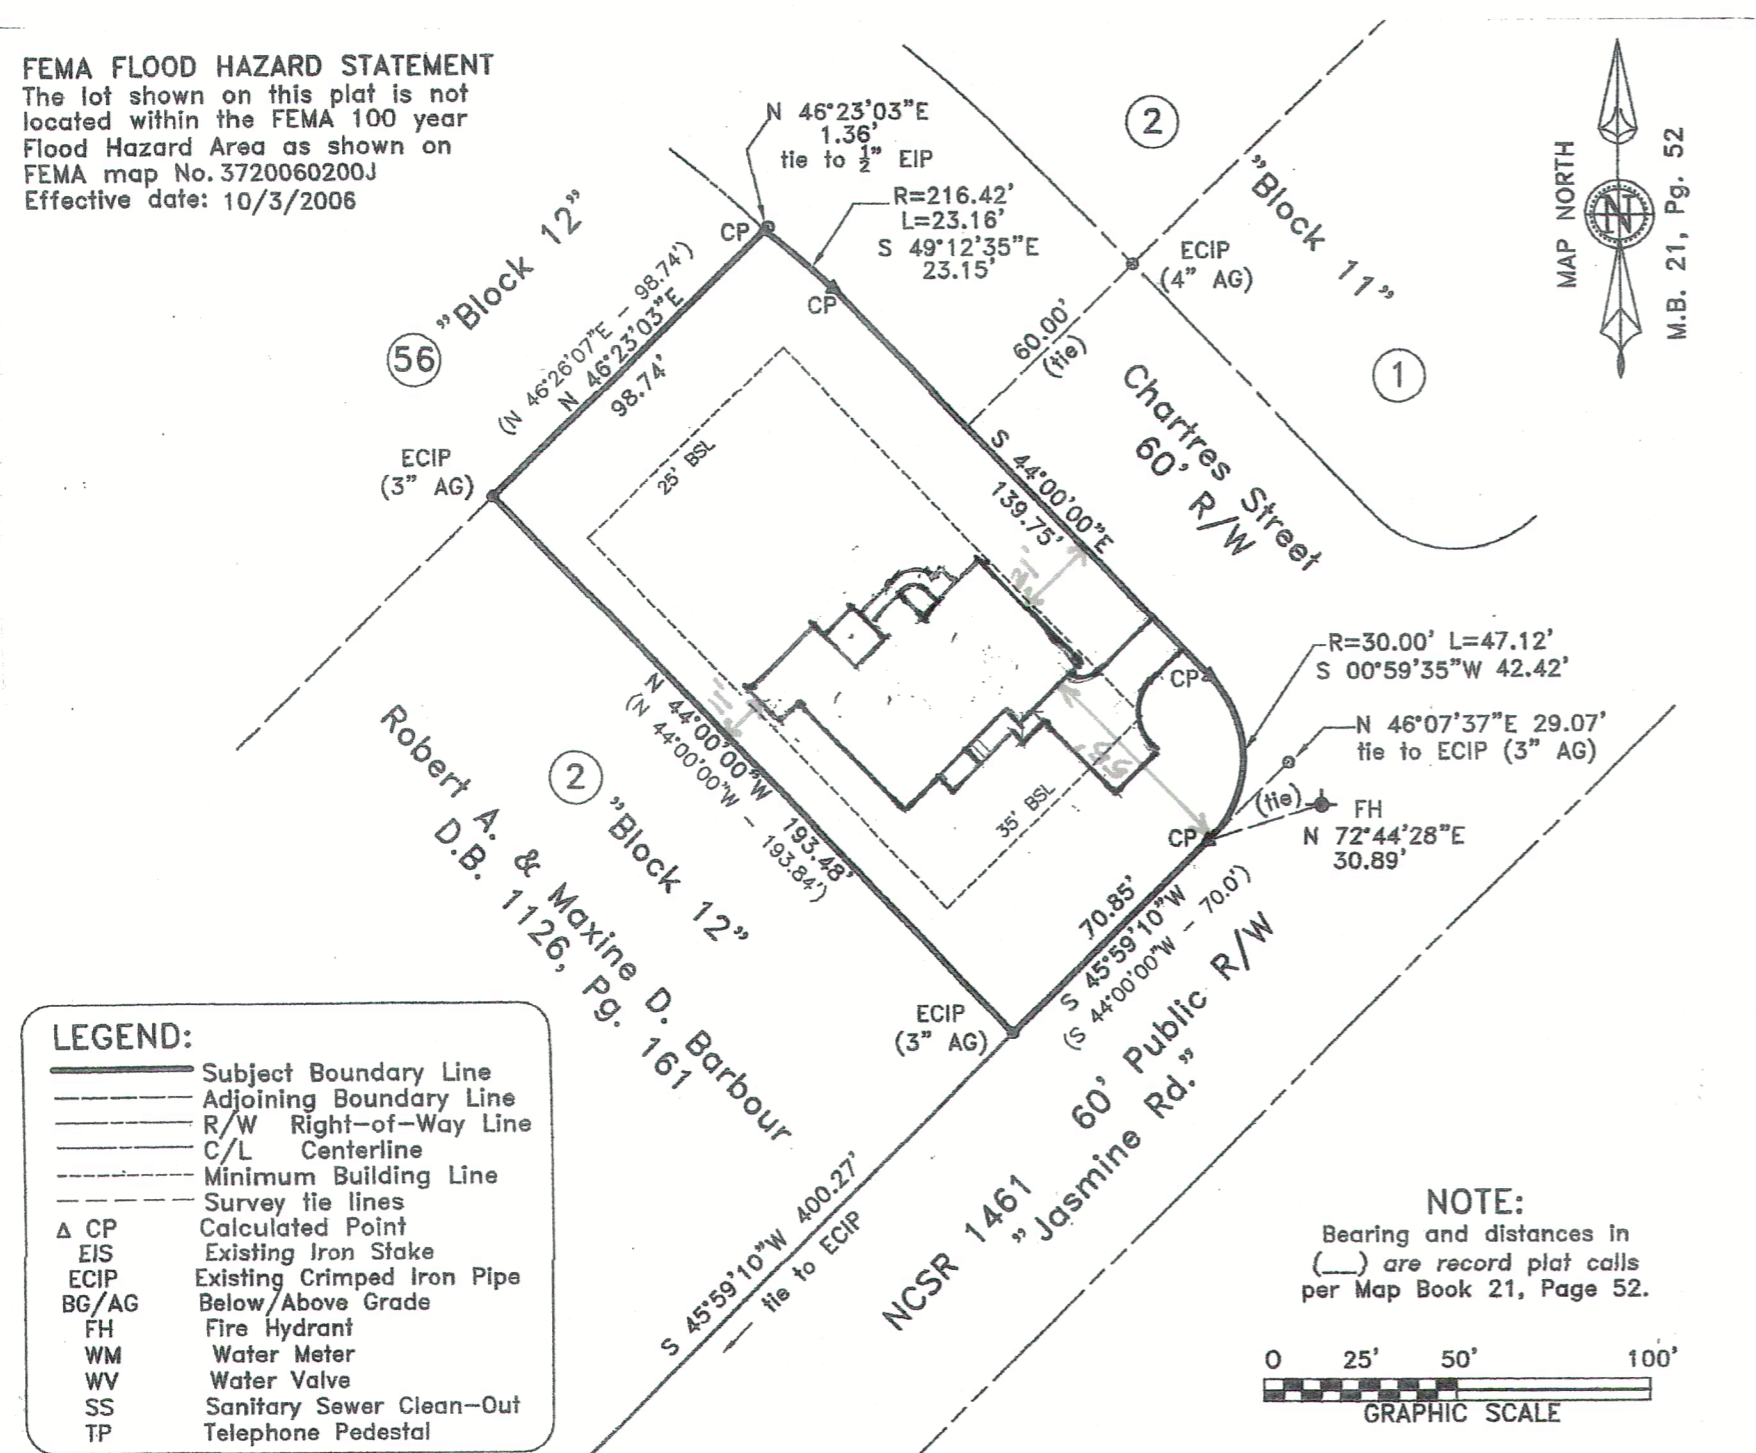 FEMA FLOOD HAZARD STATEMENT
The lot shown on this plat is not
located within the FEMA 100 year
Flood Hazard Area as shown on
FEMA map No. 3720060200J
Effective date: 10/3/2006
N 46°23'03"E
1.36'
tie to ½" EIP
R=216.42'
L=23.16'
S 49°12'35"E
23.15'
CP
CP
2
"Block 11"
ECIP
(4" AG)
60.00'
(tie)
1
MAP NORTH
N
M.B. 21, Pg. 52
"Block 12"
56
(N 46°26'07"E – 98.74')
N 46°23'03"E
98.74'
ECIP
(3" AG)
25' BSL
S 44°00'00"E
139.75'
Chartres Street
60' R/W
21'
R=30.00' L=47.12'
S 00°59'35"W 42.42'
CP
N 46°07'37"E 29.07'
tie to ECIP (3" AG)
(tie)
FH
N 72°44'28"E
30.89'
CP
11'
35' BSL
N 44°00'00"W 193.48'
(N 44°00'00"W – 193.84')
2
"Block 12"
Robert A. & Maxine D. Barbour
D.B. 1126, Pg. 161
70.85'
S 45°59'10"W
(S 44°00'00"W – 70.0')
ECIP
(3" AG)
60' Public R/W
NCSR 1461
"Jasmine Rd."
S 45°59'10"W 400.27'
tie to ECIP
LEGEND:
Subject Boundary Line
Adjoining Boundary Line
R/W Right-of-Way Line
C/L Centerline
Minimum Building Line
Survey tie lines
Δ CP Calculated Point
EIS Existing Iron Stake
ECIP Existing Crimped Iron Pipe
BG/AG Below/Above Grade
FH Fire Hydrant
WM Water Meter
WV Water Valve
SS Sanitary Sewer Clean-Out
TP Telephone Pedestal
NOTE:
Bearing and distances in
(__) are record plat calls
per Map Book 21, Page 52.
0 25' 50' 100'
GRAPHIC SCALE